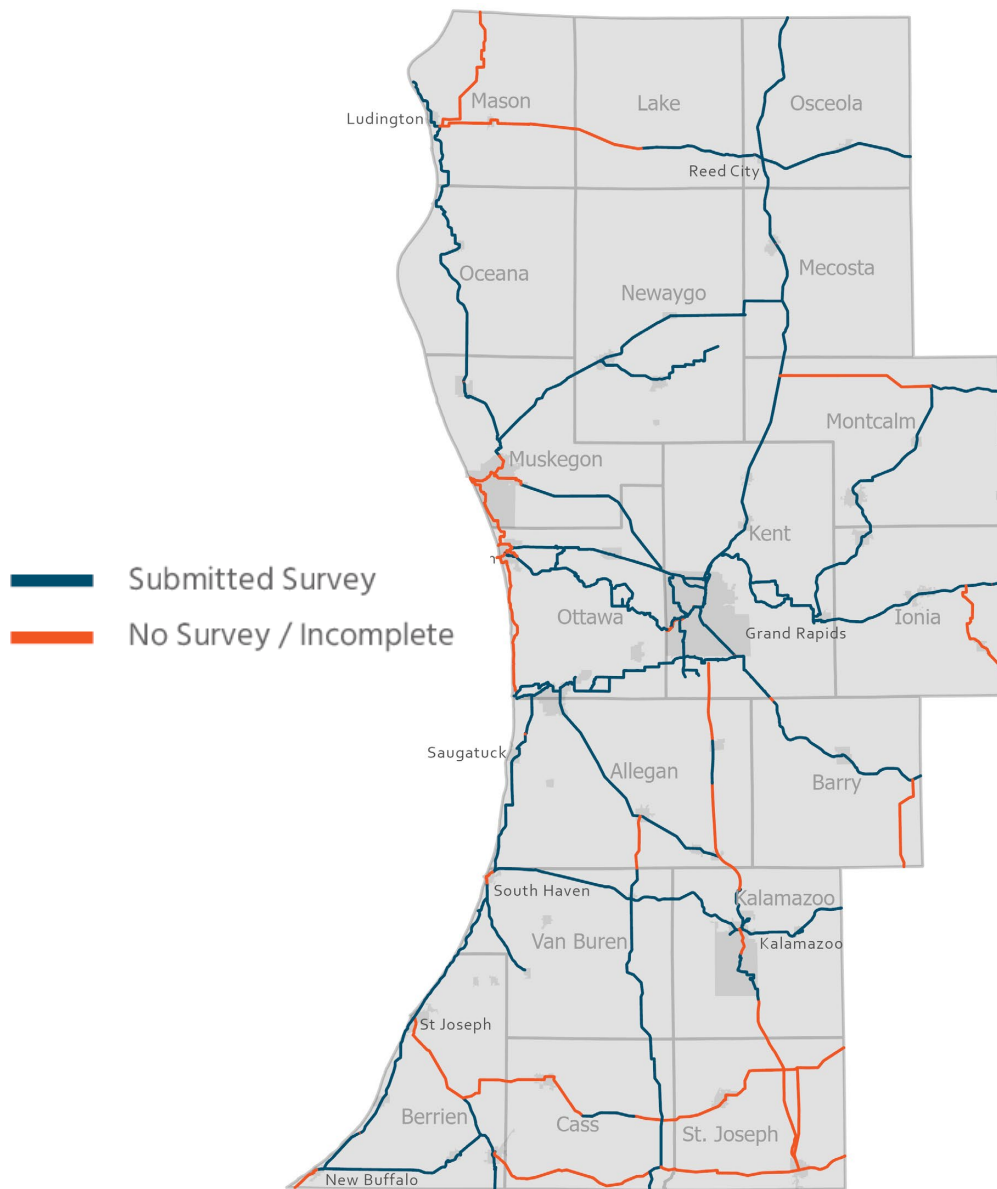 Mason
Lake
Osceola
Ludington
Reed City
Oceana
Newaygo
Mecosta
Montcalm
Muskegon
Kent
Submitted Survey
No Survey / Incomplete
Ottawa
Grand Rapids
Ionia
Saugatuck
Allegan
Barry
South Haven
Kalamazoo
Van Buren
Kalamazoo
St Joseph
Berrien
Cass
St. Joseph
New Buffalo